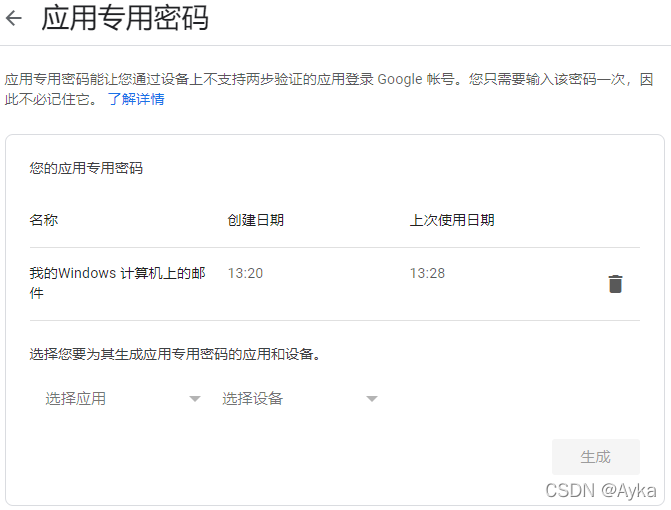 应用专用密码
应用专用密码能让您通过设备上不支持两步验证的应用登录 Google 帐号。您只需要输入该密码一次，因
此不必记住它。 了解详情
您的应用专用密码
名称 创建日期 上次使用日期
我的Windows 计算机上的邮 13:20 13:28
件
选择您要为其生成应用专用密码的应用和设备。
选择应用 选择设备
生成
CSDN @Ayka